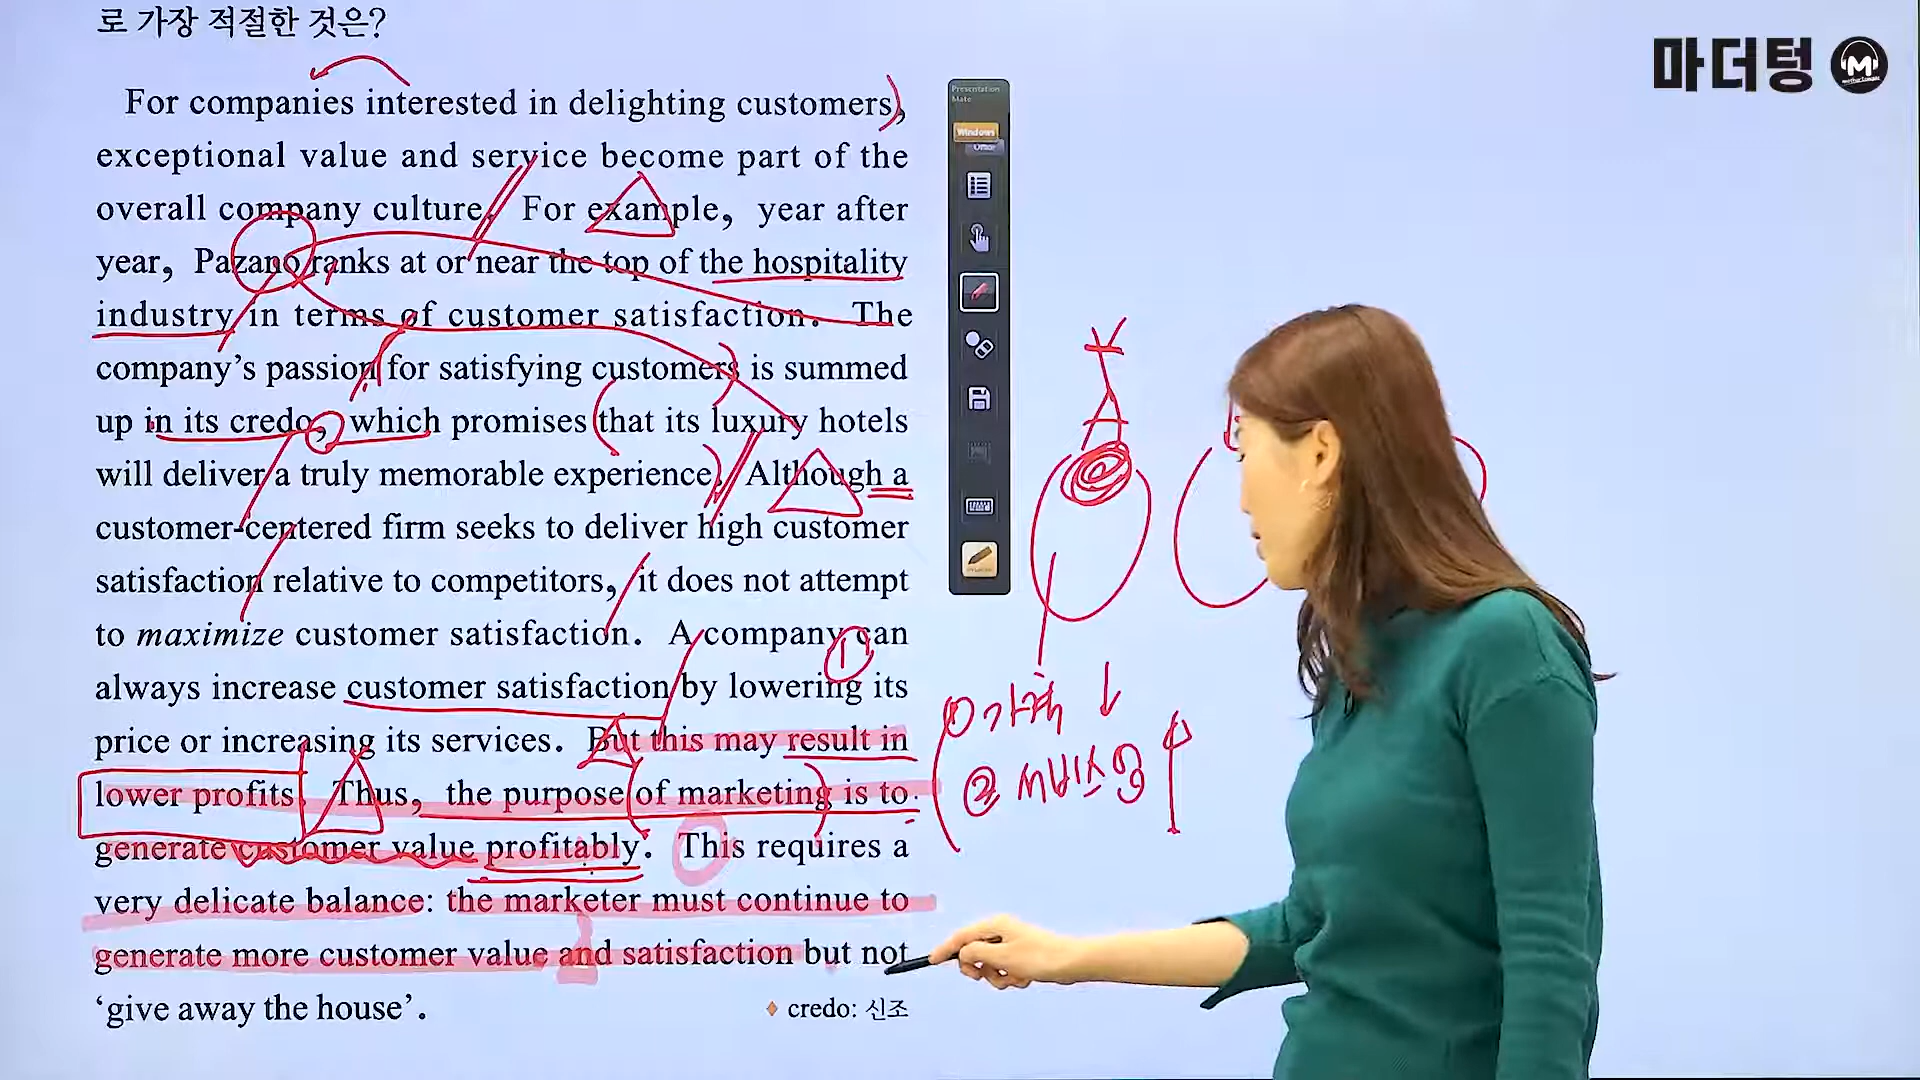 로 가장 적절한 것은?
마더텅
M
For companies interested in delighting customers,
exceptional value and service become part of the
overall company culture. For example, year after
year, Pazano ranks at or near the top of the hospitality
industry in terms of customer satisfaction. The
company's passion for satisfying customers is summed
up in its credo, which promises that its luxury hotels
will deliver a truly memorable experience. Although a
customer-centered firm seeks to deliver high customer
satisfaction relative to competitors, it does not attempt
to maximize customer satisfaction. A company can
always increase customer satisfaction by lowering its
price or increasing its services. But this may result in
lower profits. Thus, the purpose of marketing is to
generate customer value profitably. This requires a
very delicate balance: the marketer must continue to
generate more customer value and satisfaction but not
‘give away the house’.
credo: 신조
Presentation
Mate
Windows
Office
A
① 가격 ↓
② 서비스
①